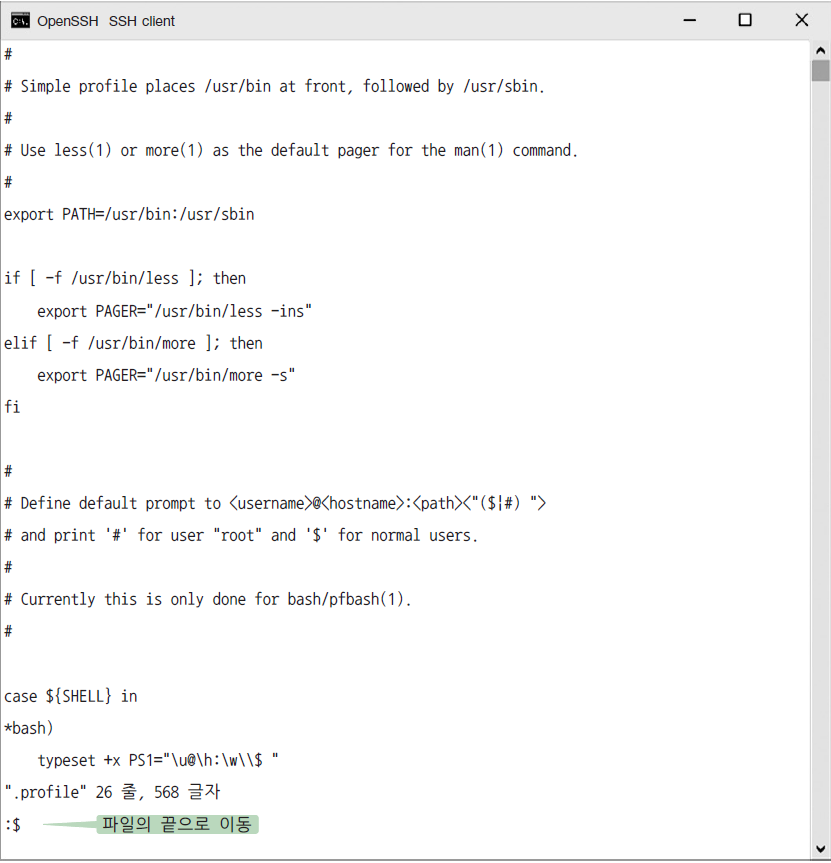 OpenSSH SSH client
#
# Simple profile places /usr/bin at front, followed by /usr/sbin.
#
# Use less(1) or more(1) as the default pager for the man(1) command.
#
export PATH=/usr/bin:/usr/sbin
if [ -f /usr/bin/less ]; then
    export PAGER="/usr/bin/less -ins"
elif [ -f /usr/bin/more ]; then
    export PAGER="/usr/bin/more -s"
fi
#
# Define default prompt to <username>@<hostname>:<path><"($|#) ">
# and print '#' for user "root" and '$' for normal users.
#
# Currently this is only done for bash/pfbash(1).
#
case ${SHELL} in
*bash)
    typeset +x PS1="\u@\h:\w\\$ "
".profile" 26 줄, 568 글자
:$ 파일의 끝으로 이동